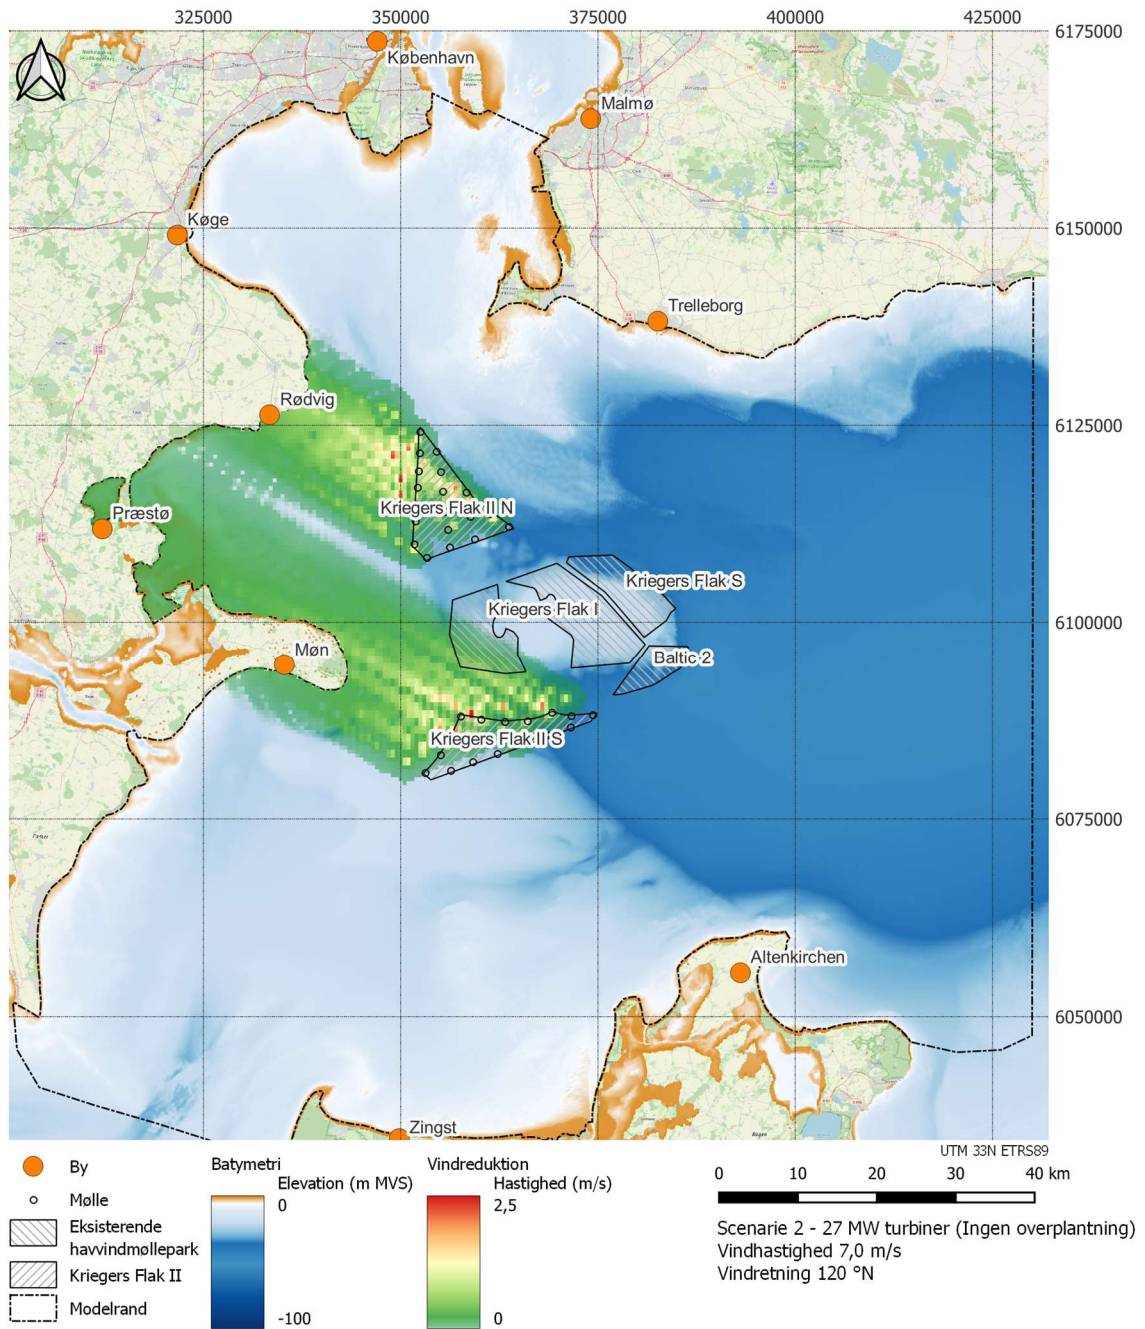 325000 350000 375000 400000 425000
6175000
København
Malmø
Køge
6150000
Trelleborg
Rødvig
6125000
Kriegers Flak II N
Præstø
Kriegers Flak S
Kriegers Flak I
6100000
Møn
Baltic 2
Kriegers Flak II S
6075000
Altenkirchen
6050000
Zingst
UTM 33N ETRS89
By
Mølle
Eksisterende
havvindmøllepark
Kriegers Flak II
Modelrand
Batymetri
Elevation (m MVS)
0
-100
Vindreduktion
Hastighed (m/s)
2,5
0
0 10 20 30 40 km
Scenarie 2 - 27 MW turbiner (Ingen overplantning)
Vindhastighed 7,0 m/s
Vindretning 120 °N